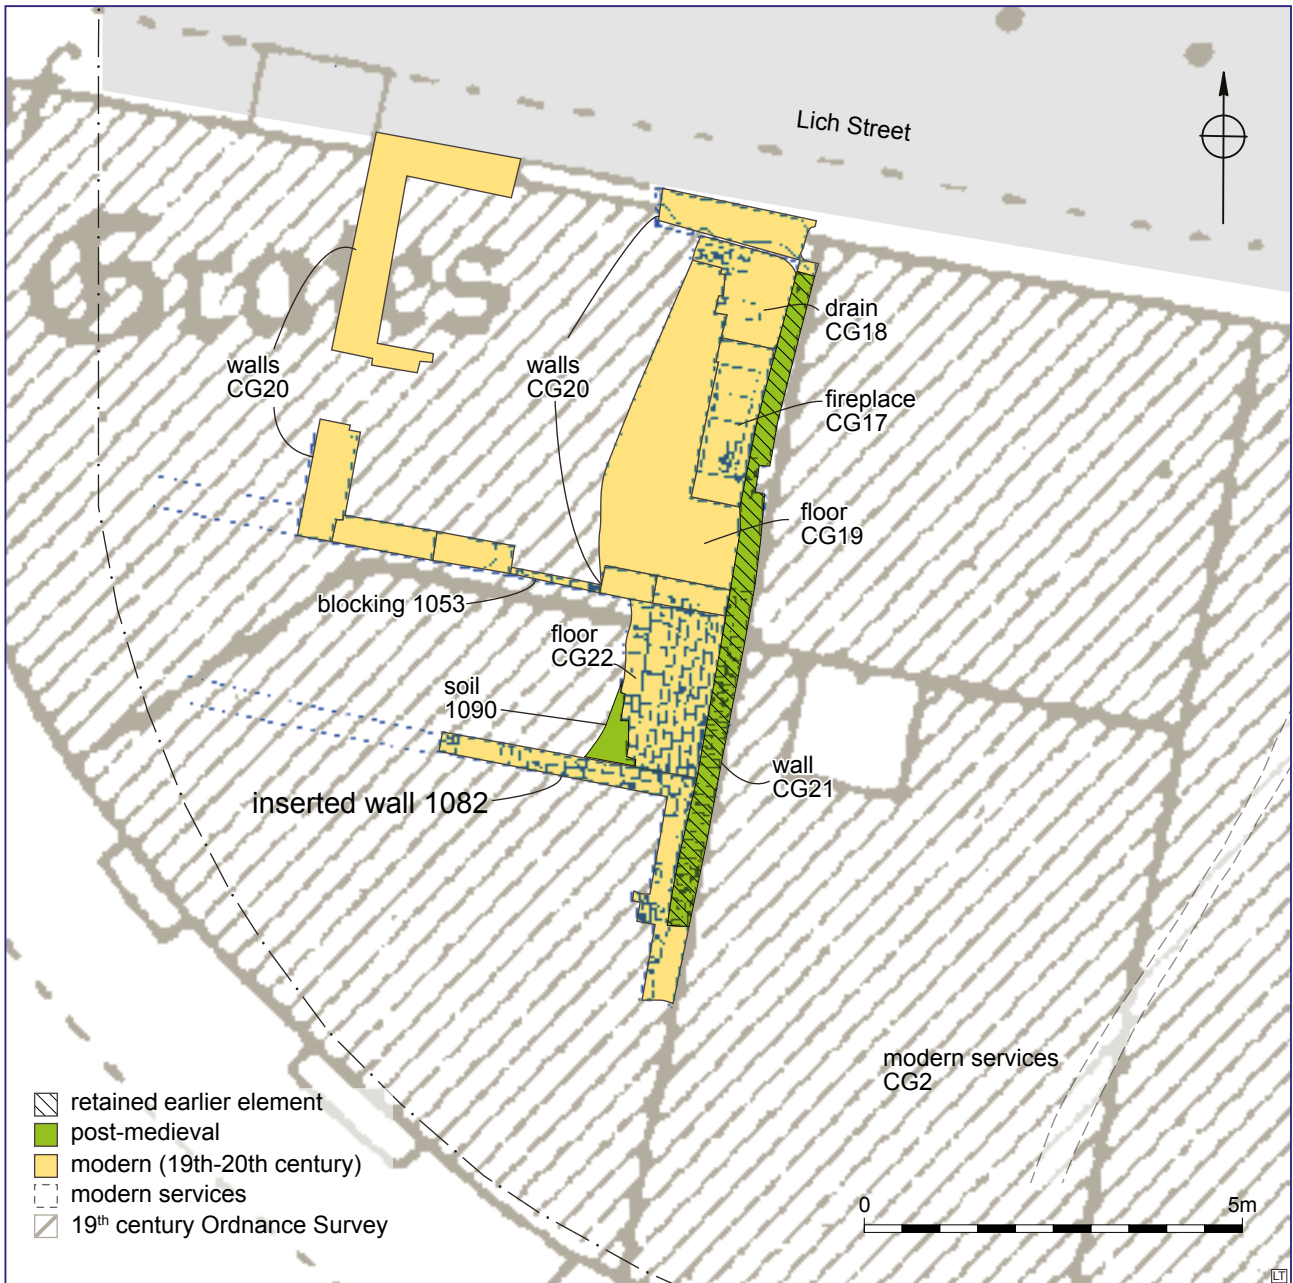 Lich Street
Grotes
drain
CG18
walls
CG20
walls
CG20
fireplace
CG17
floor
CG19
blocking 1053
floor
CG22
soil
1090
wall
CG21
inserted wall 1082
modern services
CG2
retained earlier element
post-medieval
modern (19th-20th century)
modern services
19th century Ordnance Survey
0 5m
LT